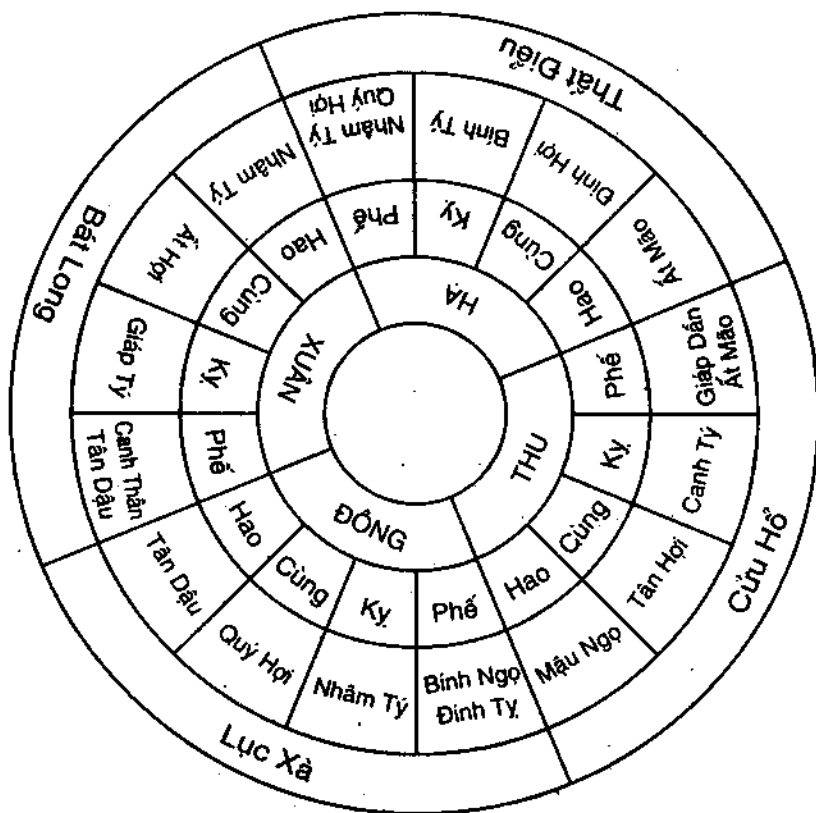 Thất Điểu
Quý Hợi
Nhâm Tý
Bính Tý
Đinh Hợi
Ất Mão
Phế
Kỵ
Cùng
Hao
HẠ
Cửu Hổ
Giáp Dần
Ất Mão
Canh Tý
Tân Hợi
Mậu Ngọ
Phế
Kỵ
Cùng
Hao
THU
Lục Xà
Bính Ngọ
Đinh Tỵ
Nhâm Tý
Quý Hợi
Tân Dậu
Phế
Kỵ
Cùng
Hao
ĐÔNG
Bát Long
Canh Thân
Tân Dậu
Giáp Tý
Ất Hợi
Nhâm Tý
Phế
Kỵ
Cùng
Hao
XUÂN